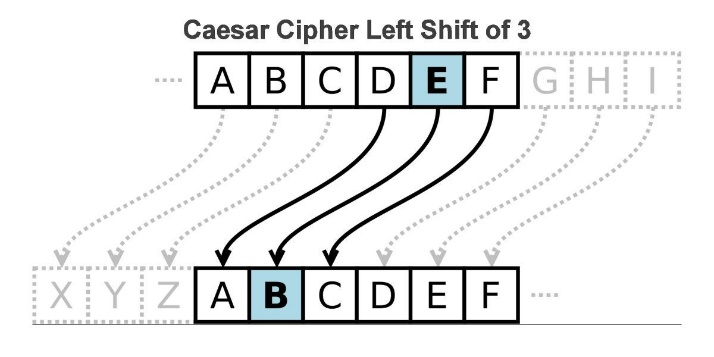 Caesar Cipher Left Shift of 3
A B C D E F G H I
X Y Z A B C D E F